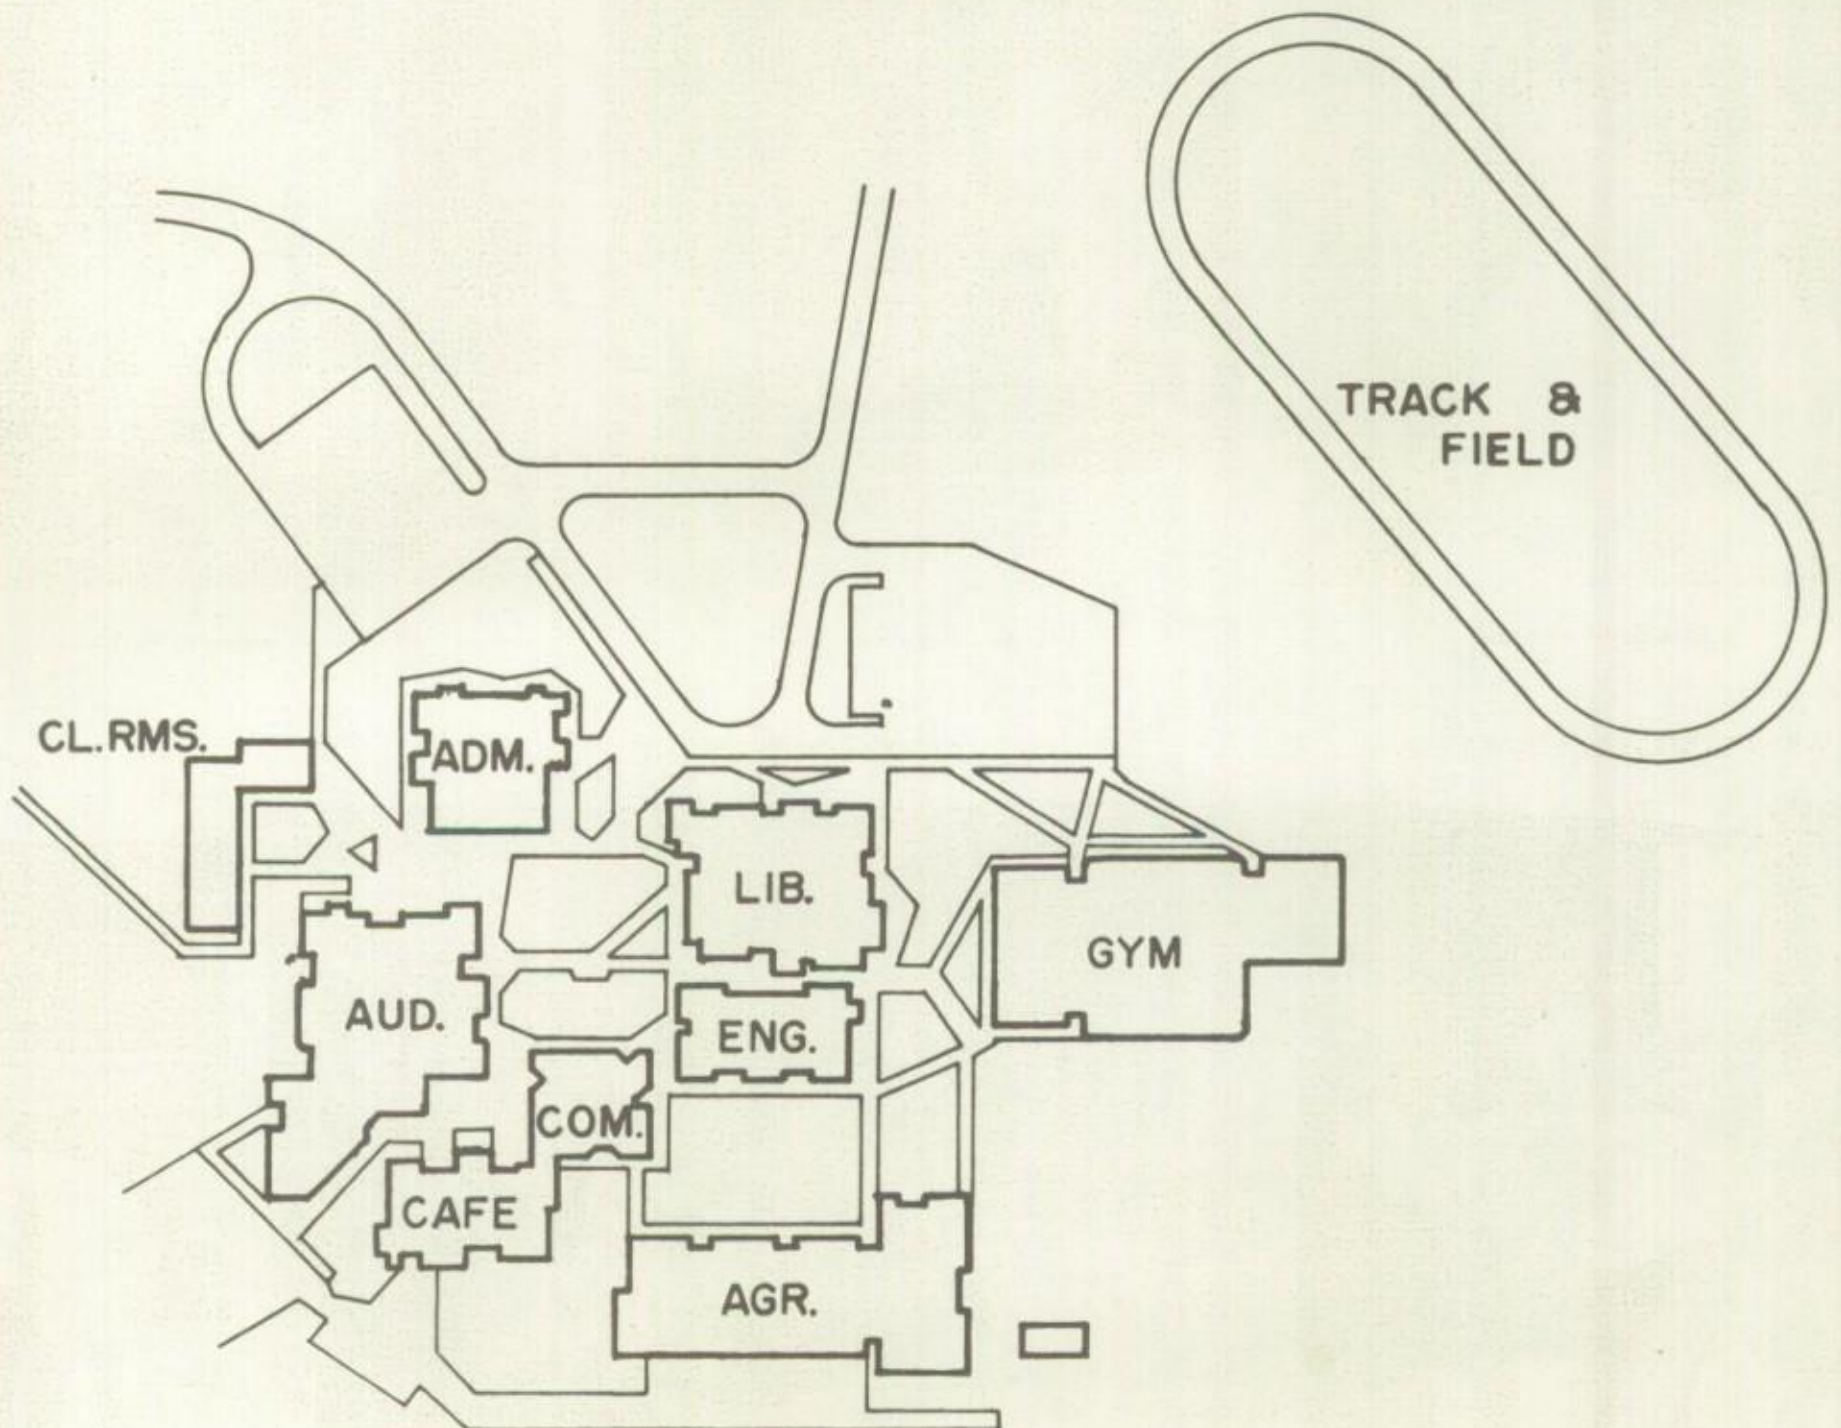 TRACK &
FIELD
CL.RMS.
ADM.
LIB.
GYM
AUD.
ENG.
COM.
CAFE
AGR.